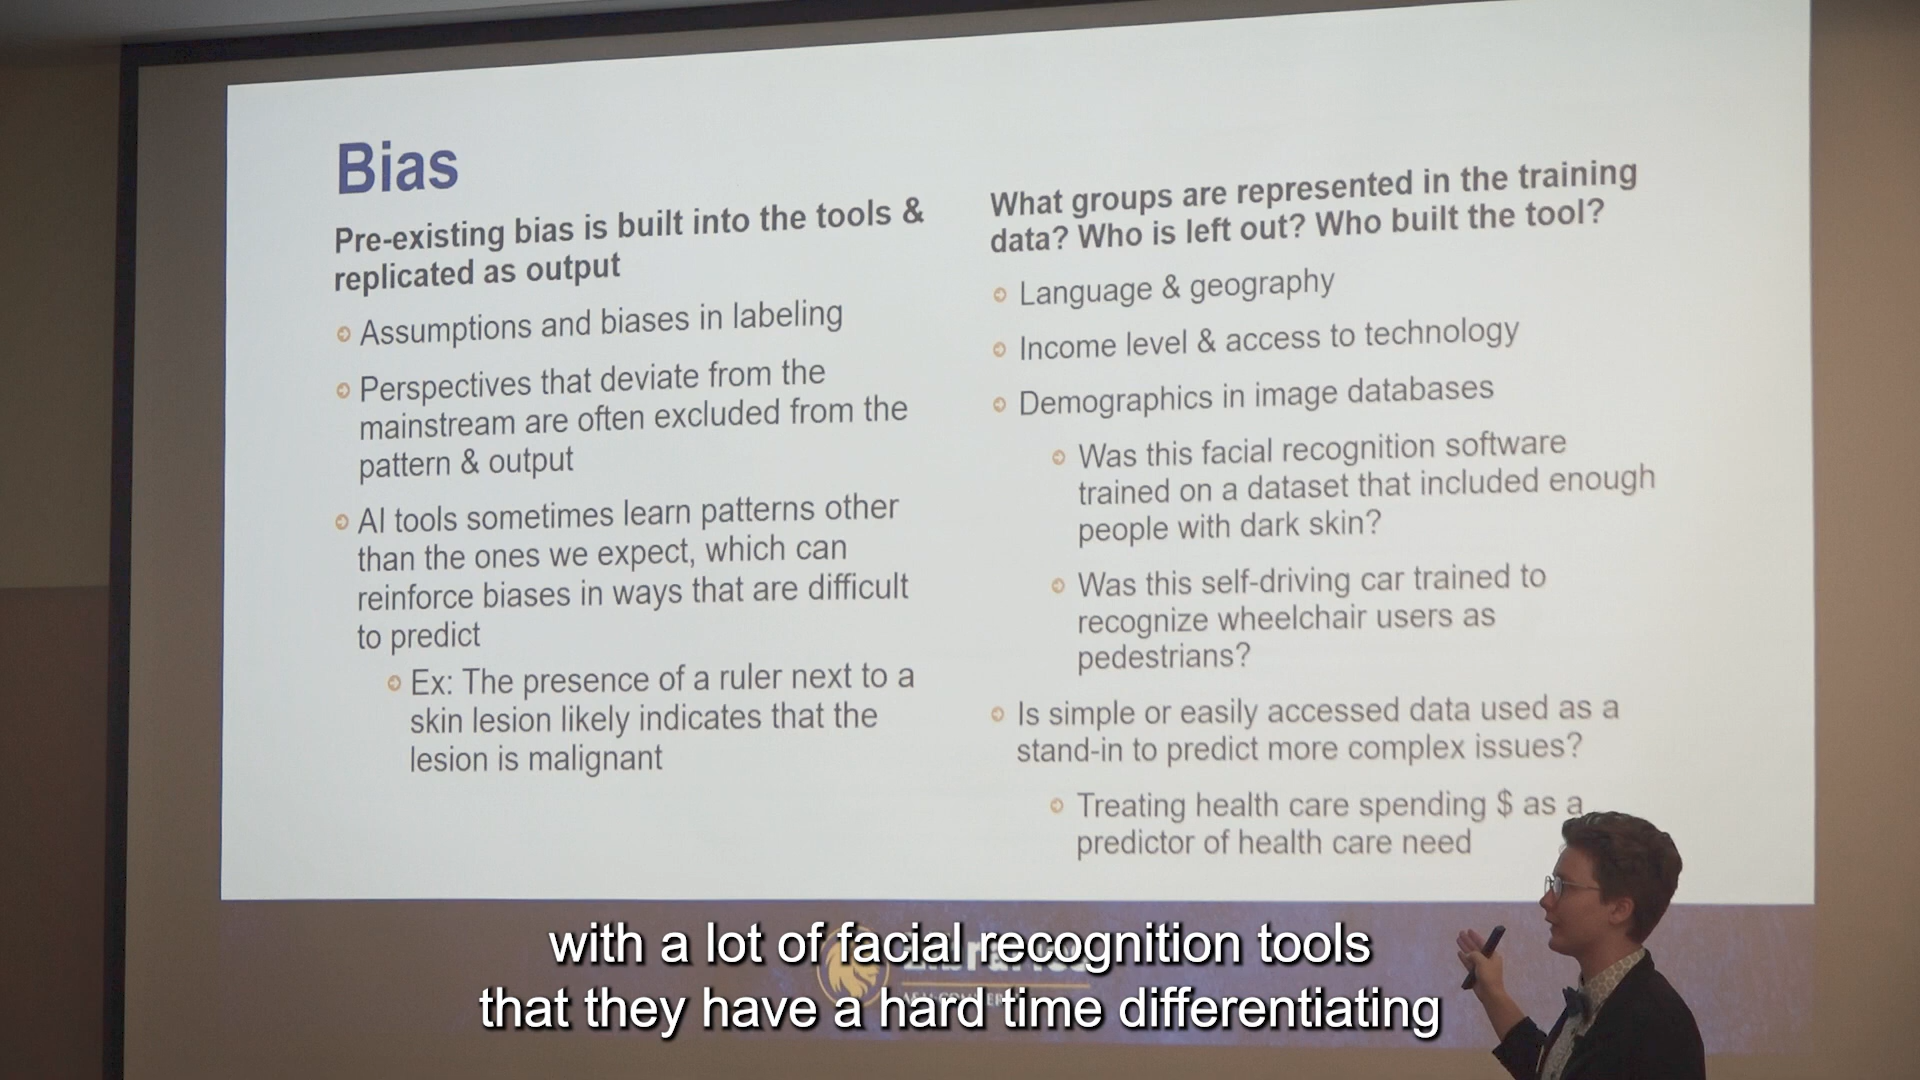 Bias
Pre-existing bias is built into the tools &
replicated as output
Assumptions and biases in labeling
Perspectives that deviate from the
mainstream are often excluded from the
pattern & output
AI tools sometimes learn patterns other
than the ones we expect, which can
reinforce biases in ways that are difficult
to predict
Ex: The presence of a ruler next to a
skin lesion likely indicates that the
lesion is malignant
What groups are represented in the training
data? Who is left out? Who built the tool?
Language & geography
Income level & access to technology
Demographics in image databases
Was this facial recognition software
trained on a dataset that included enough
people with dark skin?
Was this self-driving car trained to
recognize wheelchair users as
pedestrians?
Is simple or easily accessed data used as a
stand-in to predict more complex issues?
Treating health care spending $ as a
predictor of health care need
with a lot of facial recognition tools
that they have a hard time differentiating